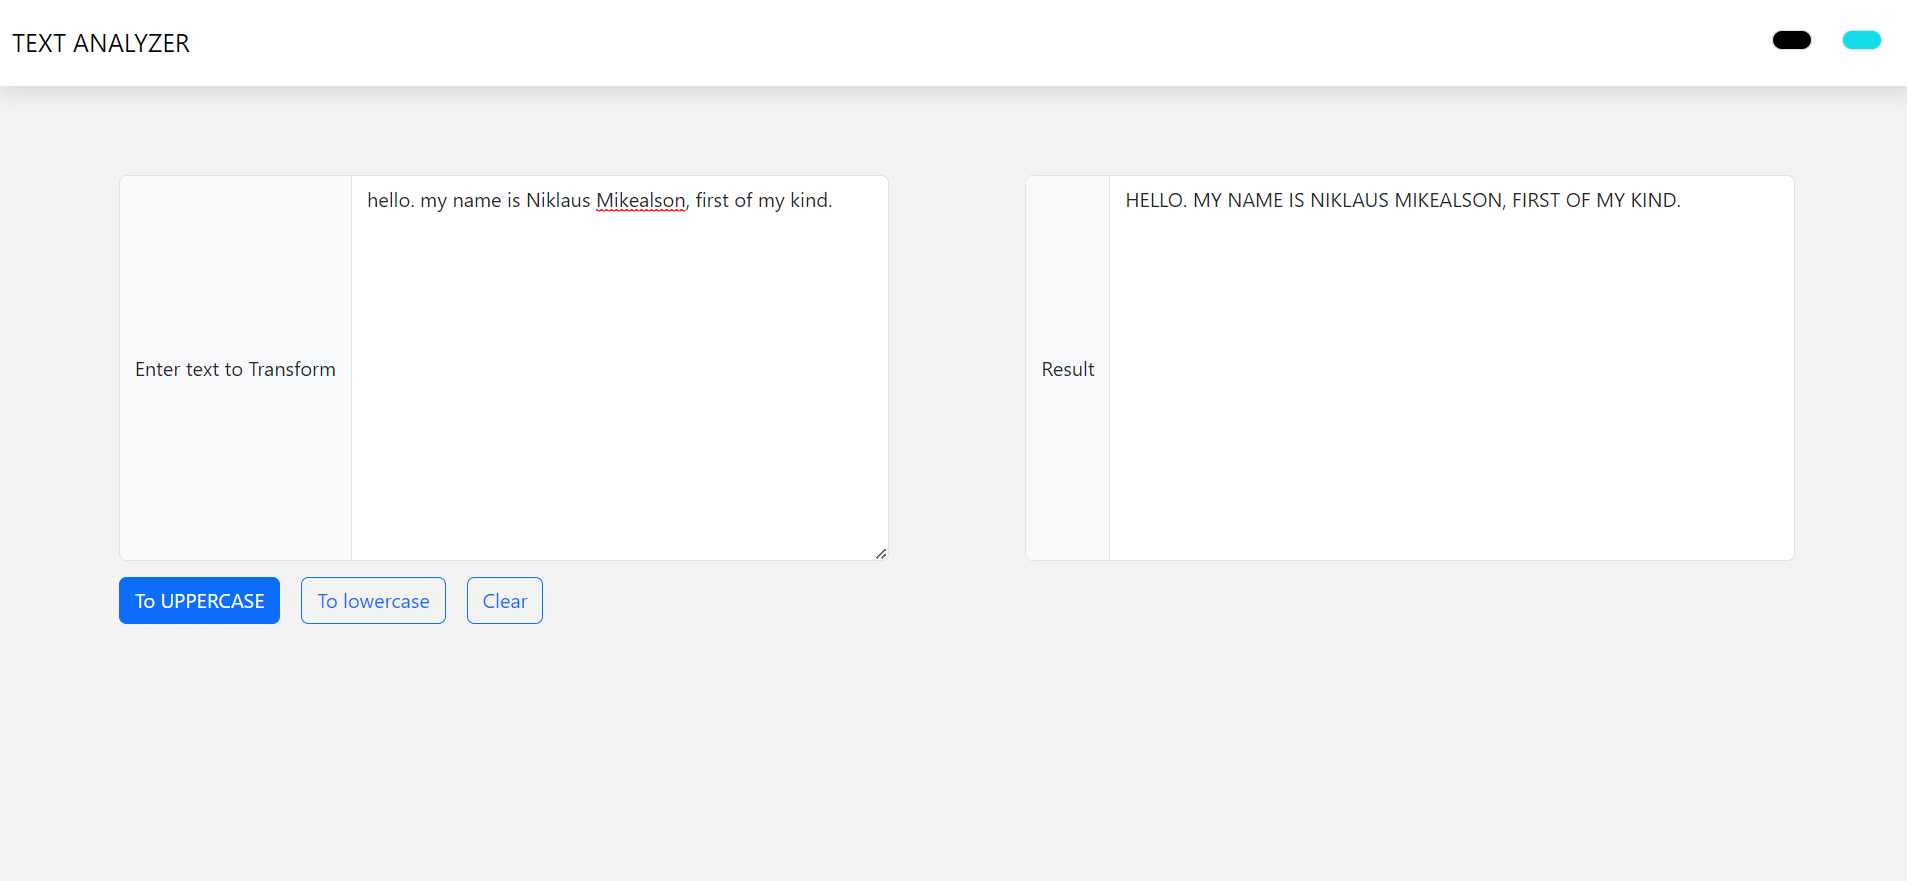 TEXT ANALYZER
Enter text to Transform
hello. my name is Niklaus Mikealson, first of my kind.
Result
HELLO. MY NAME IS NIKLAUS MIKEALSON, FIRST OF MY KIND.
To UPPERCASE
To lowercase
Clear